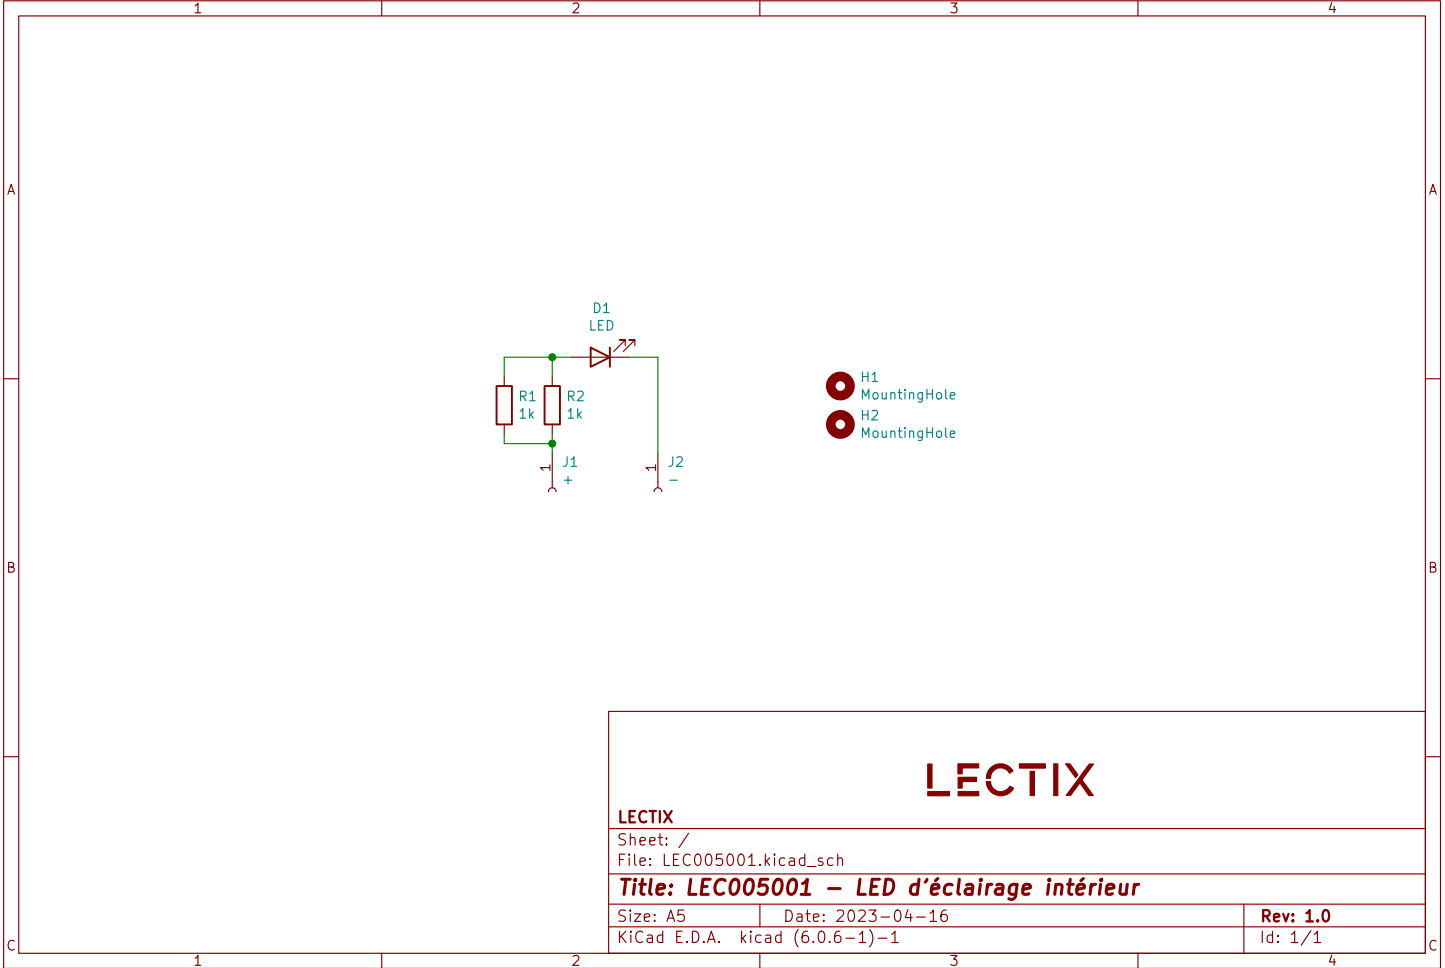 1 2 3 4
A A
D1
LED
R1
1k
R2
1k
H1
MountingHole
H2
MountingHole
1
J1
+
1
J2
-
B B
LECTIX
LECTIX
Sheet: /
File: LEC005001.kicad_sch
Title: LEC005001 – LED d'éclairage intérieur
Size: A5 Date: 2023-04-16 Rev: 1.0
KiCad E.D.A. kicad (6.0.6-1)-1 Id: 1/1
C C
1 2 3 4